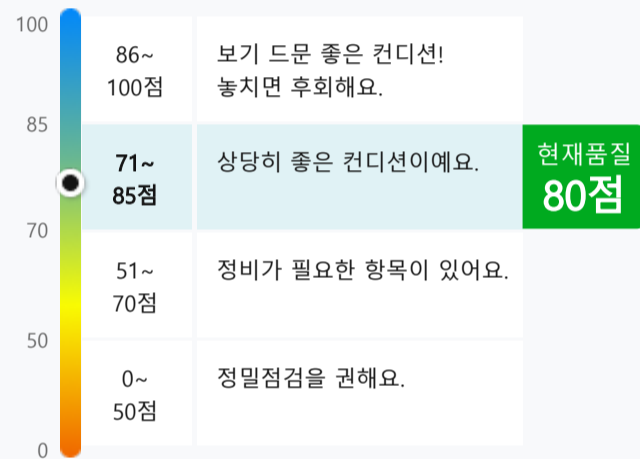 100
86~
100점
보기 드문 좋은 컨디션!
놓치면 후회해요.
85
71~
85점
상당히 좋은 컨디션이예요.
현재품질
80점
70
51~
70점
정비가 필요한 항목이 있어요.
50
0~
50점
정밀점검을 권해요.
0